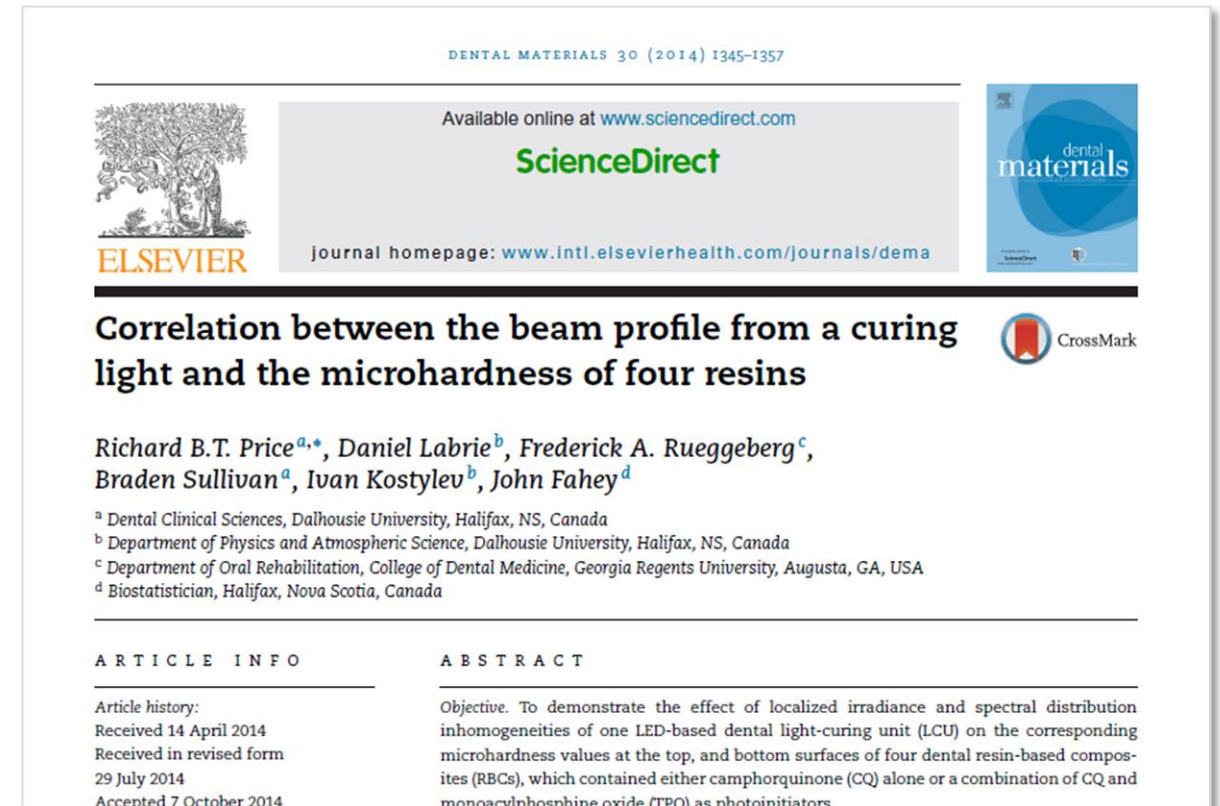 DENTAL MATERIALS 30 (2014) 1345–1357
Available online at www.sciencedirect.com
ScienceDirect
journal homepage: www.intl.elsevierhealth.com/journals/dema
ELSEVIER
dental
materials
Correlation between the beam profile from a curing
light and the microhardness of four resins
CrossMark
Richard B.T. Price a,*, Daniel Labrie b, Frederick A. Rueggeberg c,
Braden Sullivan a, Ivan Kostylev b, John Fahey d
a Dental Clinical Sciences, Dalhousie University, Halifax, NS, Canada
b Department of Physics and Atmospheric Science, Dalhousie University, Halifax, NS, Canada
c Department of Oral Rehabilitation, College of Dental Medicine, Georgia Regents University, Augusta, GA, USA
d Biostatistician, Halifax, Nova Scotia, Canada
ARTICLE INFO
Article history:
Received 14 April 2014
Received in revised form
29 July 2014
Accepted 7 October 2014
ABSTRACT
Objective. To demonstrate the effect of localized irradiance and spectral distribution
inhomogeneities of one LED-based dental light-curing unit (LCU) on the corresponding
microhardness values at the top, and bottom surfaces of four dental resin-based compos-
ites (RBCs), which contained either camphorquinone (CQ) alone or a combination of CQ and
monoacylphosphine oxide (TPO) as photoinitiators.